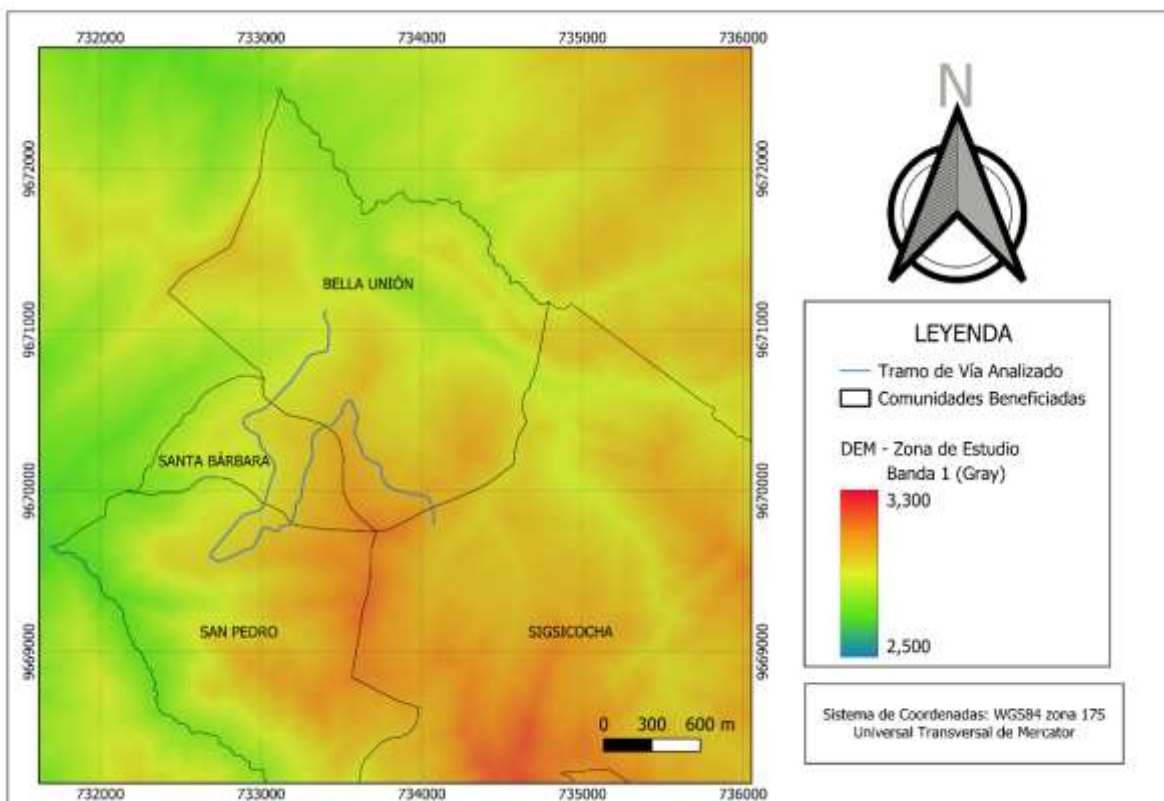 732000 733000 734000 735000 736000
N
9672000 9672000
BELLA UNIÓN
9671000 9671000
LEYENDA
Tramo de Vía Analizado
Comunidades Beneficiadas
SANTA BÁRBARA
DEM - Zona de Estudio
Banda 1 (Gray)
9670000 9670000
3,300
SAN PEDRO
SIGSICOCHA
9669000 9669000
2,500
0 300 600 m
Sistema de Coordenadas: WGS84 zona 17S
Universal Transversal de Mercator
732000 733000 734000 735000 736000